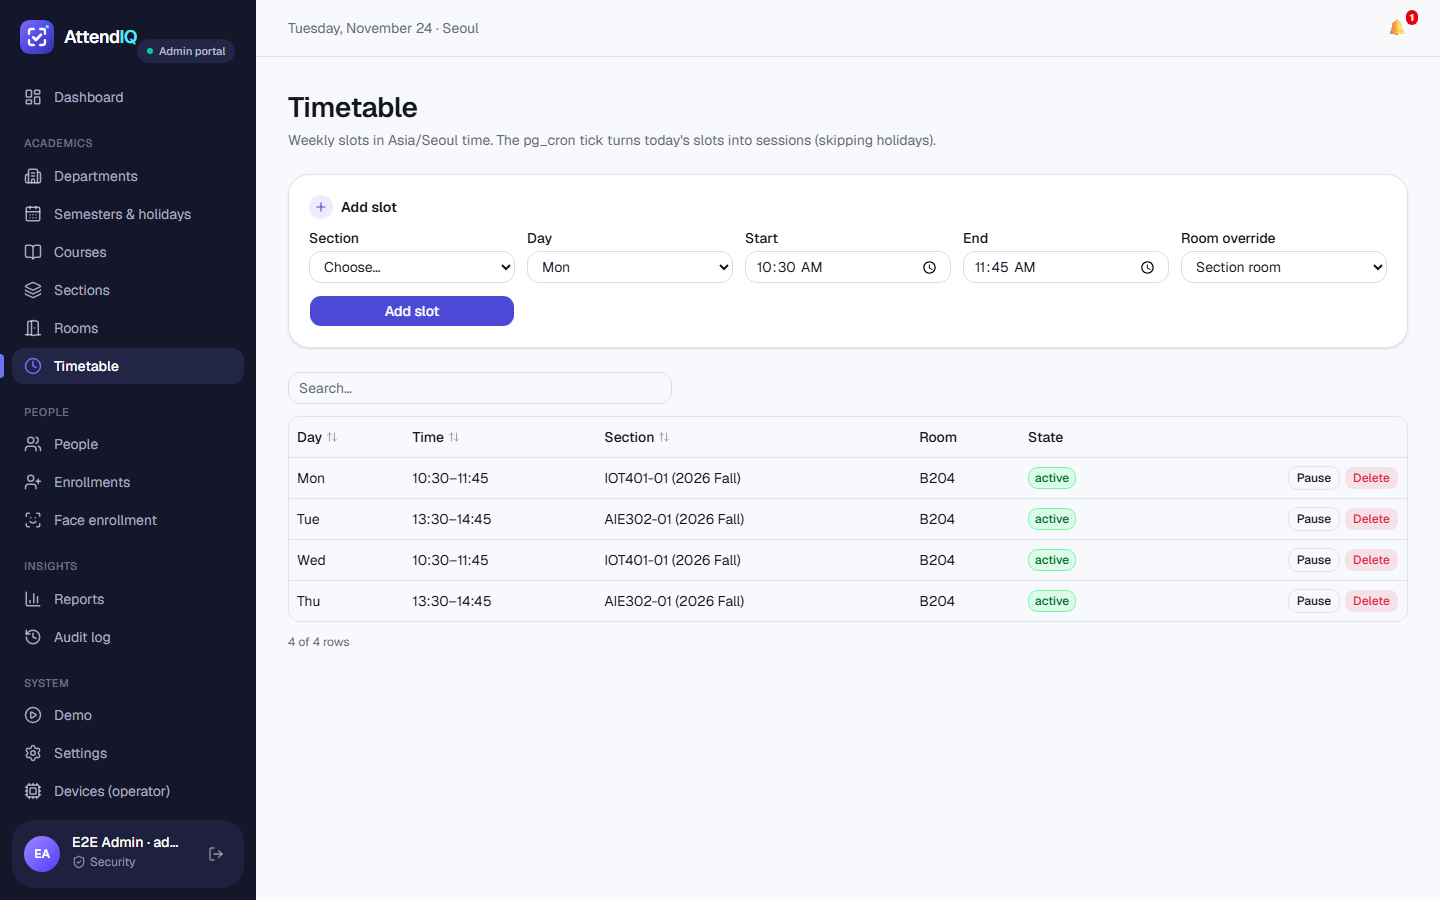 AttendIQ
Admin portal
Dashboard
ACADEMICS
Departments
Semesters & holidays
Courses
Sections
Rooms
Timetable
PEOPLE
People
Enrollments
Face enrollment
INSIGHTS
Reports
Audit log
SYSTEM
Demo
Settings
Devices (operator)
EA
E2E Admin · ad...
Security
Tuesday, November 24 · Seoul
1
Timetable
Weekly slots in Asia/Seoul time. The pg_cron tick turns today's slots into sessions (skipping holidays).
+ Add slot
Section Day Start End Room override
Choose... Mon 10:30 AM 11:45 AM Section room
Add slot
Search...
Day Time Section Room State
Mon 10:30–11:45 IOT401-01 (2026 Fall) B204 active Pause Delete
Tue 13:30–14:45 AIE302-01 (2026 Fall) B204 active Pause Delete
Wed 10:30–11:45 IOT401-01 (2026 Fall) B204 active Pause Delete
Thu 13:30–14:45 AIE302-01 (2026 Fall) B204 active Pause Delete
4 of 4 rows